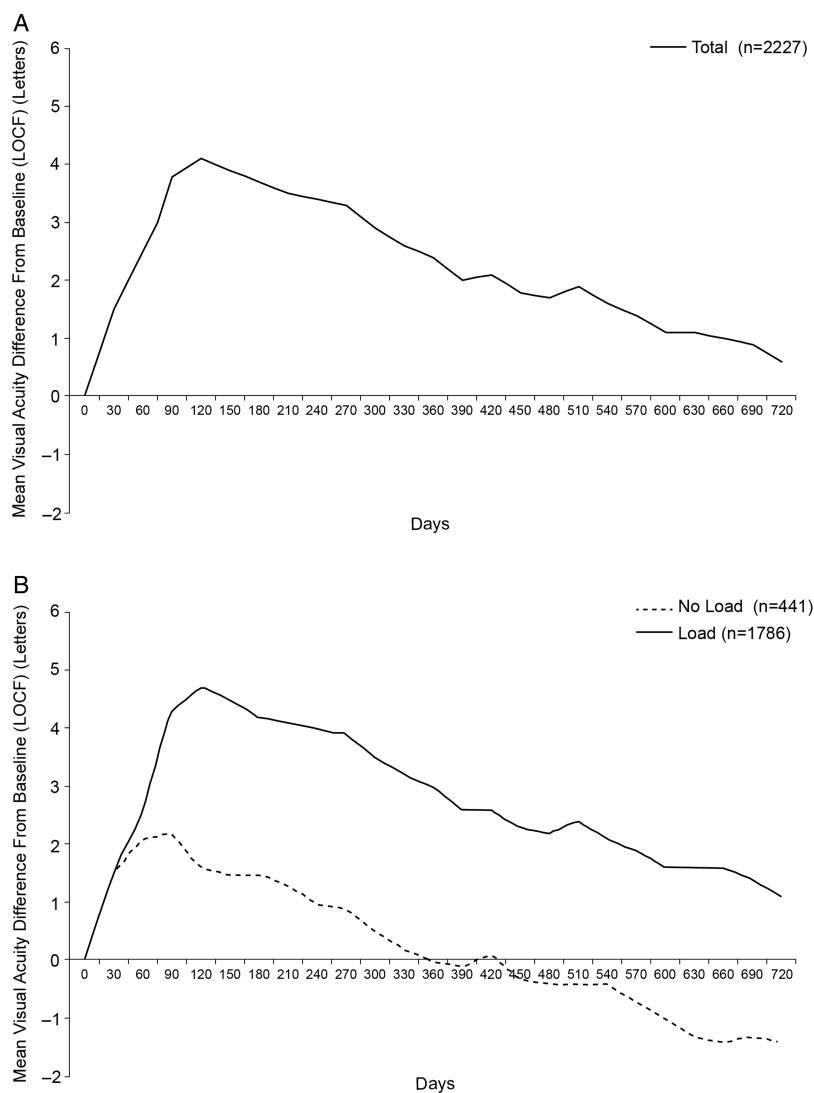 A
Mean Visual Acuity Difference From Baseline (LOCF) (Letters)
6
5
4
3
2
1
0
–1
–2
Total (n=2227)
0 30 60 90 120 150 180 210 240 270 300 330 360 390 420 450 480 510 540 570 600 630 660 690 720
Days
B
Mean Visual Acuity Difference From Baseline (LOCF) (Letters)
6
5
4
3
2
1
0
–1
–2
No Load (n=441)
Load (n=1786)
0 30 60 90 120 150 180 210 240 270 300 330 360 390 420 450 480 510 540 570 600 630 660 690 720
Days